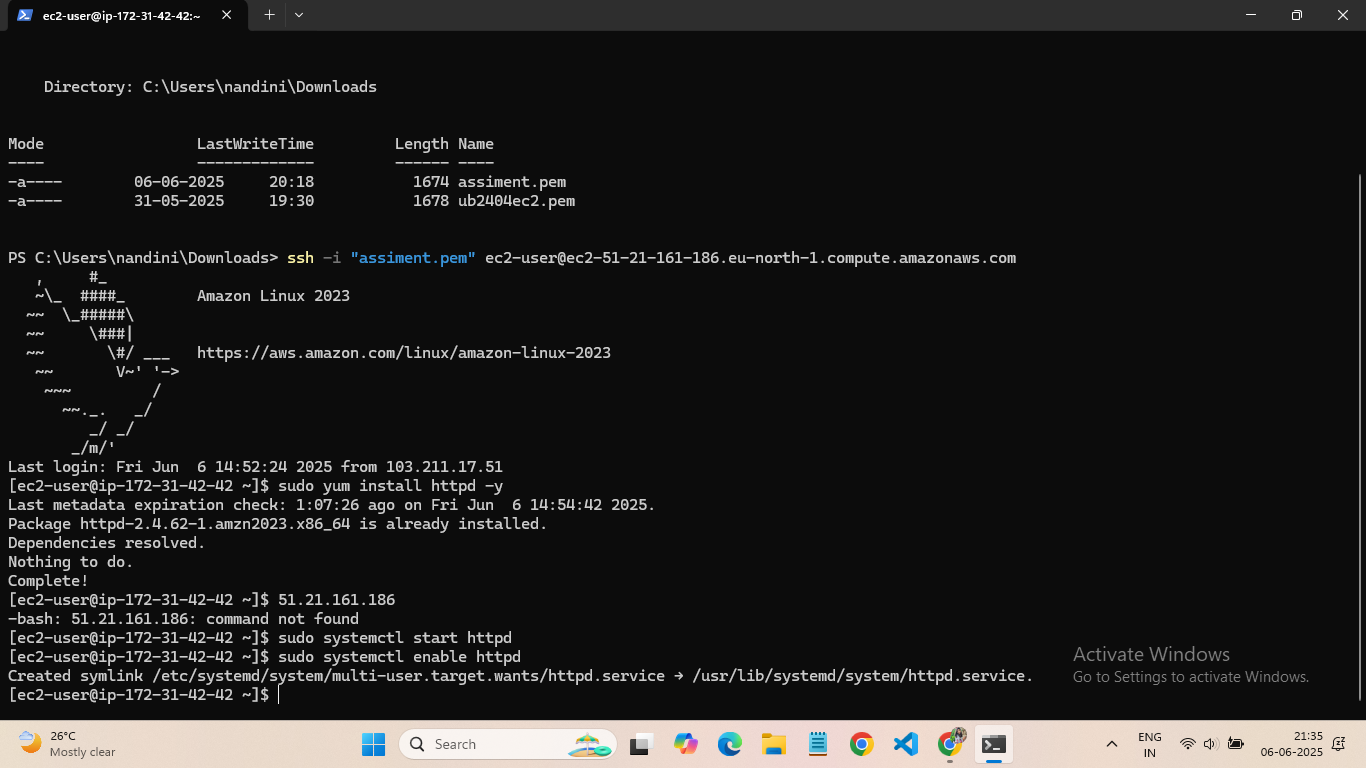 ec2-user@ip-172-31-42-42:~
Directory: C:\Users\nandini\Downloads
Mode LastWriteTime Length Name
---- ------------- ------ ----
-a---- 06-06-2025 20:18 1674 assiment.pem
-a---- 31-05-2025 19:30 1678 ub2404ec2.pem
PS C:\Users\nandini\Downloads> ssh -i "assiment.pem" ec2-user@ec2-51-21-161-186.eu-north-1.compute.amazonaws.com
   ,     #_
   ~\_  ####_        Amazon Linux 2023
  ~~  \_#####\
  ~~     \###|
  ~~       \#/ ___   https://aws.amazon.com/linux/amazon-linux-2023
   ~~       V~' '->
    ~~~         /
      ~~._.   _/
         _/ _/
       _/m/'
Last login: Fri Jun  6 14:52:24 2025 from 103.211.17.51
[ec2-user@ip-172-31-42-42 ~]$ sudo yum install httpd -y
Last metadata expiration check: 1:07:26 ago on Fri Jun  6 14:54:42 2025.
Package httpd-2.4.62-1.amzn2023.x86_64 is already installed.
Dependencies resolved.
Nothing to do.
Complete!
[ec2-user@ip-172-31-42-42 ~]$ 51.21.161.186
-bash: 51.21.161.186: command not found
[ec2-user@ip-172-31-42-42 ~]$ sudo systemctl start httpd
[ec2-user@ip-172-31-42-42 ~]$ sudo systemctl enable httpd
Created symlink /etc/systemd/system/multi-user.target.wants/httpd.service → /usr/lib/systemd/system/httpd.service.
[ec2-user@ip-172-31-42-42 ~]$
Activate Windows
Go to Settings to activate Windows.
26°C
Mostly clear
Search
ENG
IN
21:35
06-06-2025